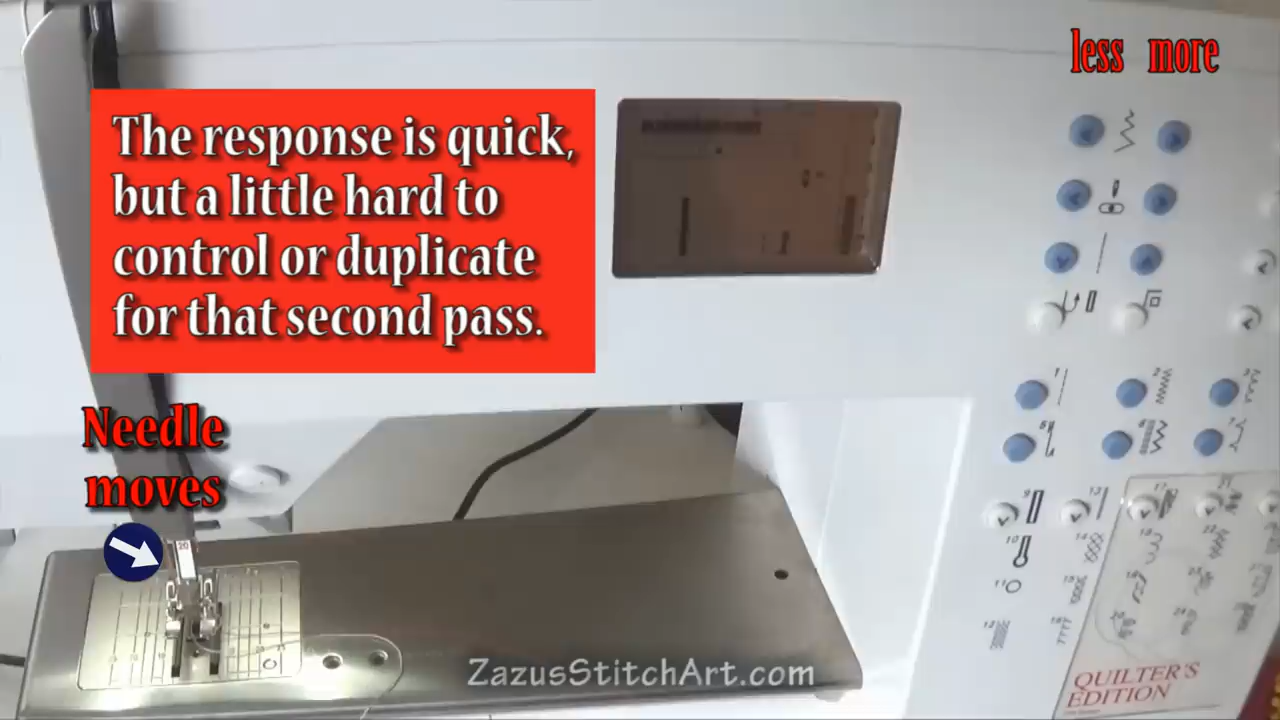 less more
The response is quick,
but a little hard to
control or duplicate
for that second pass.
Needle
moves
ZazusStitchArt.com
QUILTER'S
EDITION